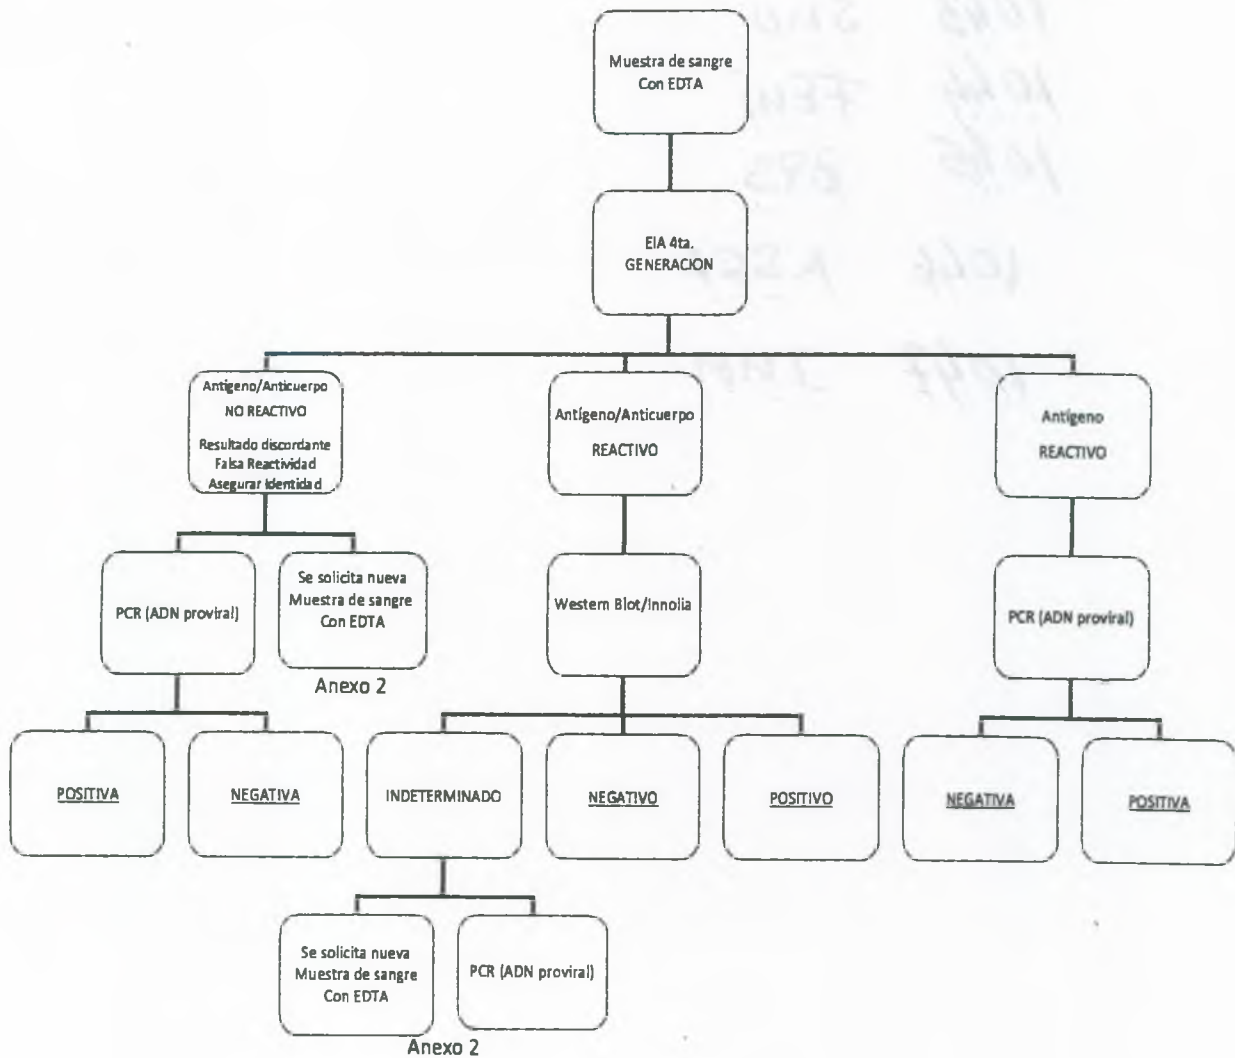 Muestra de sangre
Con EDTA
EIA 4ta.
GENERACION
Antígeno/Anticuerpo
NO REACTIVO
Resultado discordante
Falsa Reactividad
Asegurar Identidad
Antígeno/Anticuerpo
REACTIVO
Antígeno
REACTIVO
PCR (ADN proviral)
Se solicita nueva
Muestra de sangre
Con EDTA
Anexo 2
Western Blot/Innolia
PCR (ADN proviral)
POSITIVA
NEGATIVA
INDETERMINADO
NEGATIVO
POSITIVO
NEGATIVA
POSITIVA
Se solicita nueva
Muestra de sangre
Con EDTA
PCR (ADN proviral)
Anexo 2